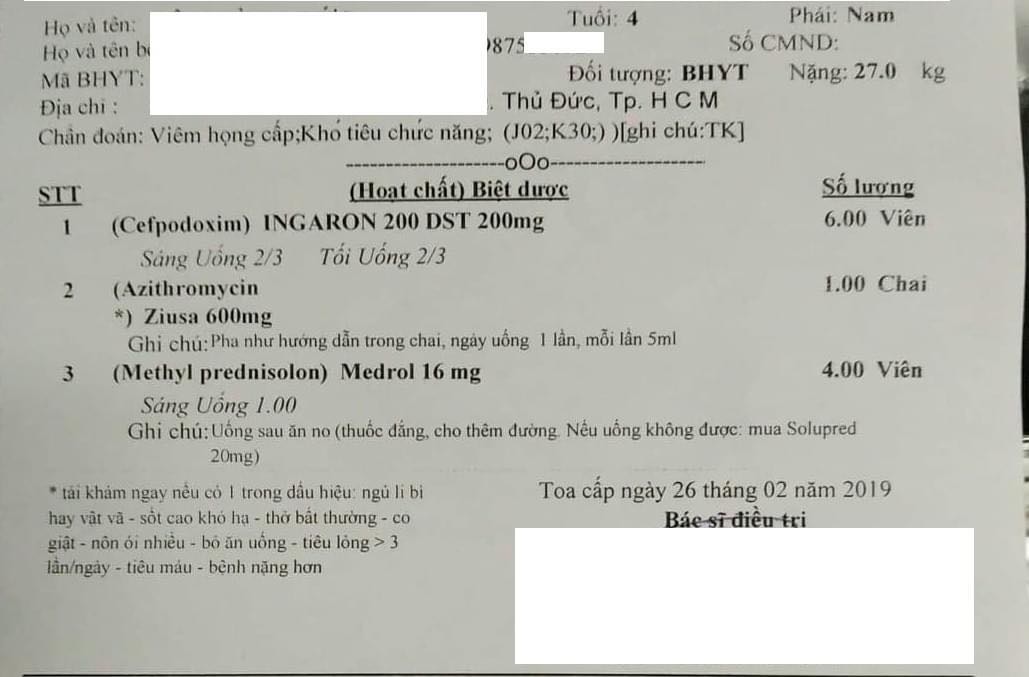 Họ và tên:
Tuổi: 4 Phái: Nam
Họ và tên b
0875 Số CMND:
Mã BHYT: Đối tượng: BHYT Nặng: 27.0 kg
Địa chỉ : . Thủ Đức, Tp. H C M
Chẩn đoán: Viêm họng cấp;Khó tiêu chức năng; (J02;K30;) )[ghi chú:TK]
--------------------oOo--------------------
STT (Hoạt chất) Biệt dược Số lượng
1 (Cefpodoxim) INGARON 200 DST 200mg 6.00 Viên
Sáng Uống 2/3 Tối Uống 2/3
2 (Azithromycin 1.00 Chai
*) Ziusa 600mg
Ghi chú:Pha như hướng dẫn trong chai, ngày uống 1 lần, mỗi lần 5ml
3 (Methyl prednisolon) Medrol 16 mg 4.00 Viên
Sáng Uống 1.00
Ghi chú:Uống sau ăn no (thuốc đắng, cho thêm đường. Nếu uống không được: mua Solupred
20mg)
* tái khám ngay nếu có 1 trong dấu hiệu: ngủ li bì
hay vật vã - sốt cao khó hạ - thở bất thường - co
giật - nôn ói nhiều - bỏ ăn uống - tiêu lỏng > 3
lần/ngày - tiêu máu - bệnh nặng hơn
Toa cấp ngày 26 tháng 02 năm 2019
Bác sĩ điều trị